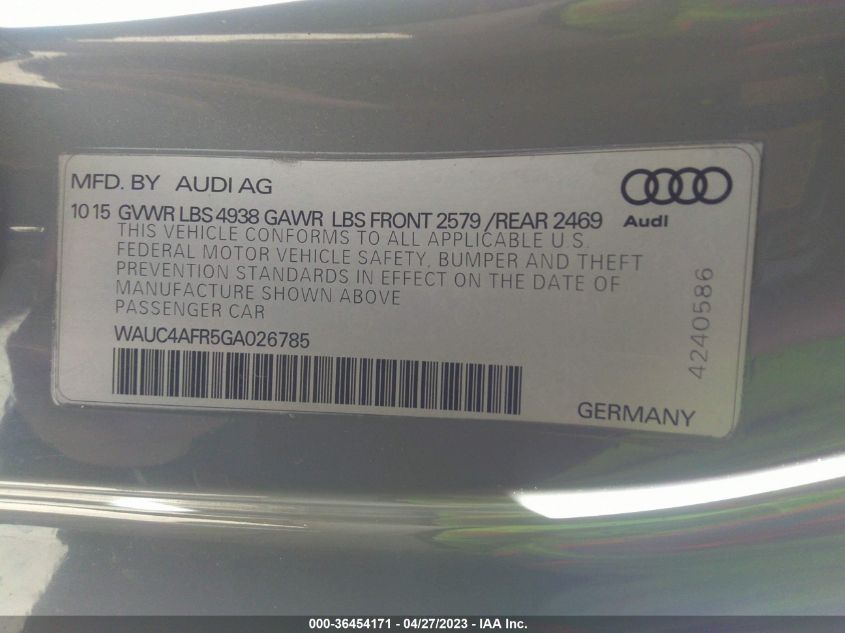 MFD. BY AUDI AG
10 15 GVWR LBS 4938 GAWR LBS FRONT 2579 /REAR 2469
Audi
THIS VEHICLE CONFORMS TO ALL APPLICABLE U.S.
FEDERAL MOTOR VEHICLE SAFETY, BUMPER AND THEFT
PREVENTION STANDARDS IN EFFECT ON THE DATE OF
MANUFACTURE SHOWN ABOVE
PASSENGER CAR
WAUC4AFR5GA026785
4240586
GERMANY
000-36454171 - 04/27/2023 - IAA Inc.